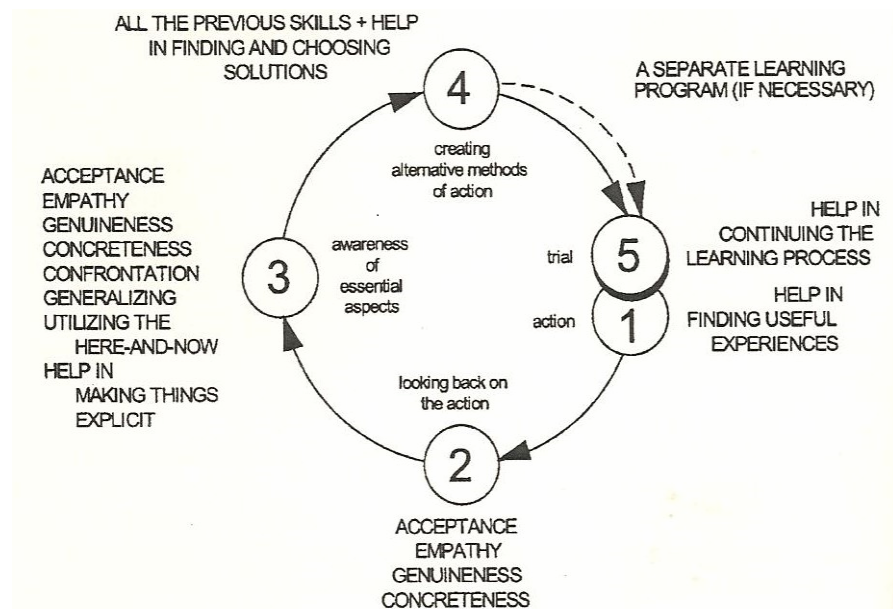 ALL THE PREVIOUS SKILLS + HELP
IN FINDING AND CHOOSING
SOLUTIONS
4
A SEPARATE LEARNING
PROGRAM (IF NECESSARY)
creating
alternative methods
of action
ACCEPTANCE
EMPATHY
GENUINENESS
CONCRETENESS
CONFRONTATION
GENERALIZING
UTILIZING THE
HERE-AND-NOW
HELP IN
MAKING THINGS
EXPLICIT
3
awareness
of
essential
aspects
trial
5
HELP IN
CONTINUING THE
LEARNING PROCESS
action
1
HELP IN
FINDING USEFUL
EXPERIENCES
looking back on
the action
2
ACCEPTANCE
EMPATHY
GENUINENESS
CONCRETENESS